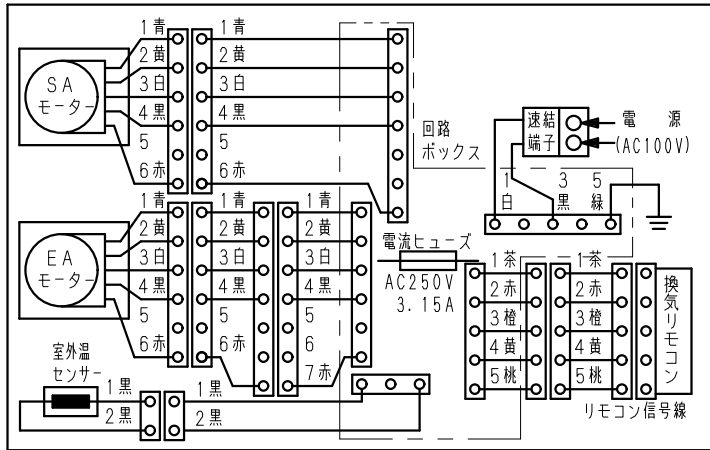 SA
モーター
1青
2黄
3白
4黒
5
6赤
1青
2黄
3白
4黒
5
6赤
回路
ボックス
速結
端子
電 源
(AC100V)
1
白
3
黒
5
緑
EA
モーター
1青
2黄
3白
4黒
5
6赤
1青
2黄
3白
4黒
5
6赤
1青
2黄
3白
4黒
5
6
7赤
電流ヒューズ
AC250V
3.15A
1茶
2赤
3橙
4黄
5桃
1茶
2赤
3橙
4黄
5桃
換気リモコン
リモコン信号線
室外温
センサー
1黒
2黒
1黒
2黒